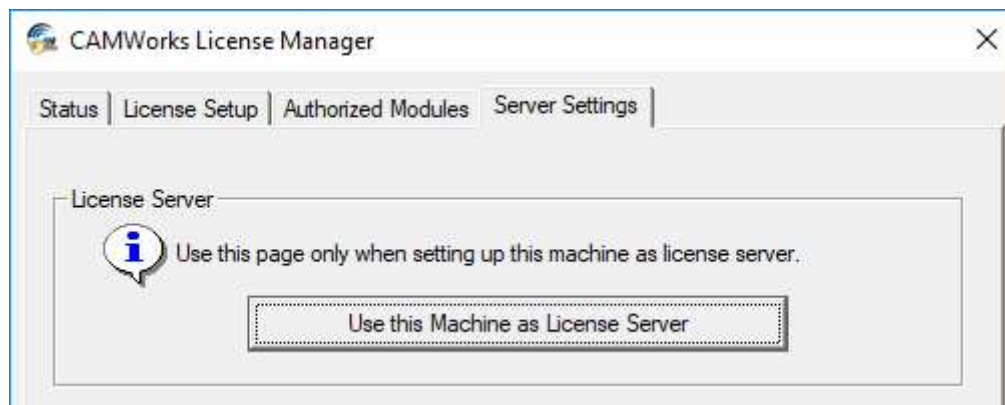 CAMWorks License Manager
Status License Setup Authorized Modules Server Settings
License Server
Use this page only when setting up this machine as license server.
Use this Machine as License Server